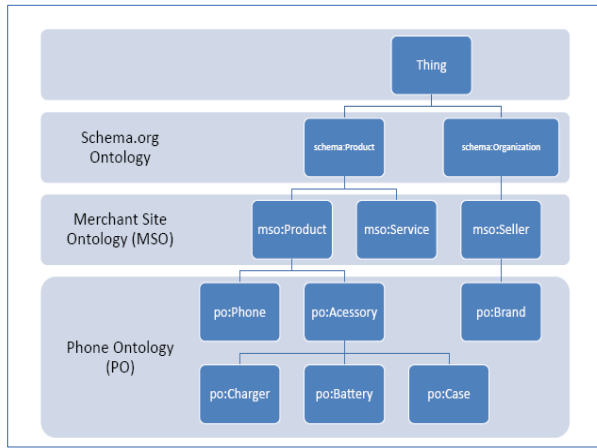 Thing
Schema.org
Ontology
schema:Product
schema:Organization
Merchant Site
Ontology (MSO)
mso:Product
mso:Service
mso:Seller
po:Phone
po:Acessory
po:Brand
Phone Ontology
(PO)
po:Charger
po:Battery
po:Case